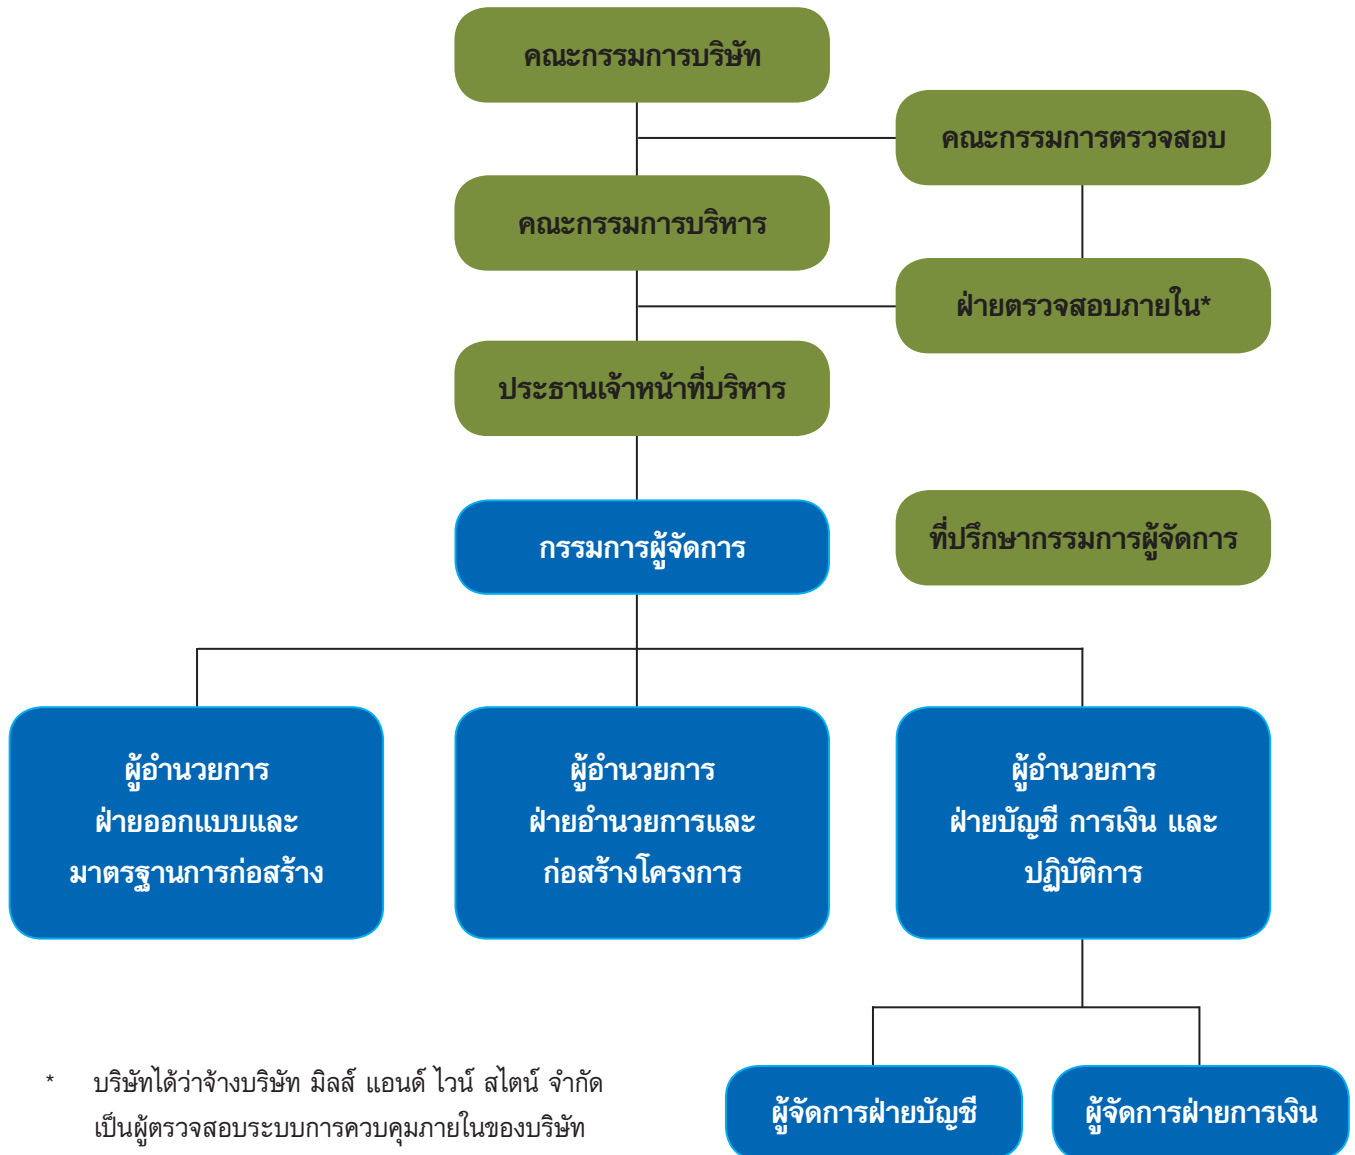 คณะกรรมการบริษัท
คณะกรรมการตรวจสอบ
คณะกรรมการบริหาร
ฝ่ายตรวจสอบภายใน*
ประธานเจ้าหน้าที่บริหาร
กรรมการผู้จัดการ
ที่ปรึกษากรรมการผู้จัดการ
ผู้อำนวยการ
ฝ่ายออกแบบและ
มาตรฐานการก่อสร้าง
ผู้อำนวยการ
ฝ่ายอำนวยการและ
ก่อสร้างโครงการ
ผู้อำนวยการ
ฝ่ายบัญชี การเงิน และ
ปฏิบัติการ
ผู้จัดการฝ่ายบัญชี
ผู้จัดการฝ่ายการเงิน
* บริษัทได้ว่าจ้างบริษัท มิลส์ แอนด์ ไวน์ สไตน์ จำกัด
เป็นผู้ตรวจสอบระบบการควบคุมภายในของบริษัท